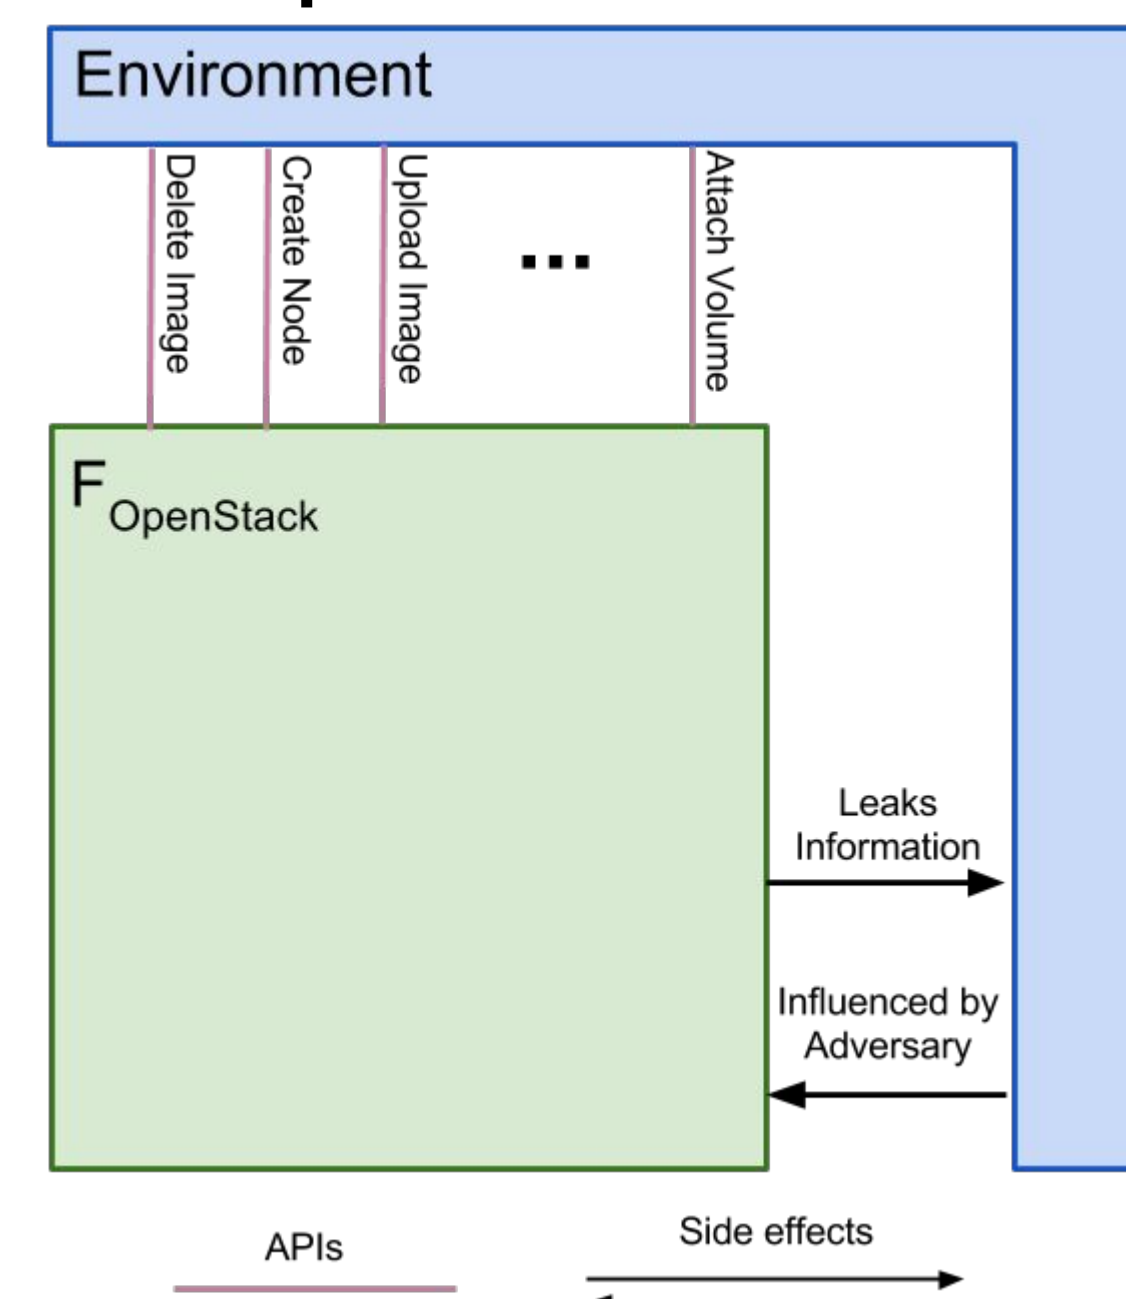 Environment
Delete Image
Create Node
Upload Image
...
Attach Volume
F OpenStack
Leaks
Information
Influenced by
Adversary
APIs
Side effects